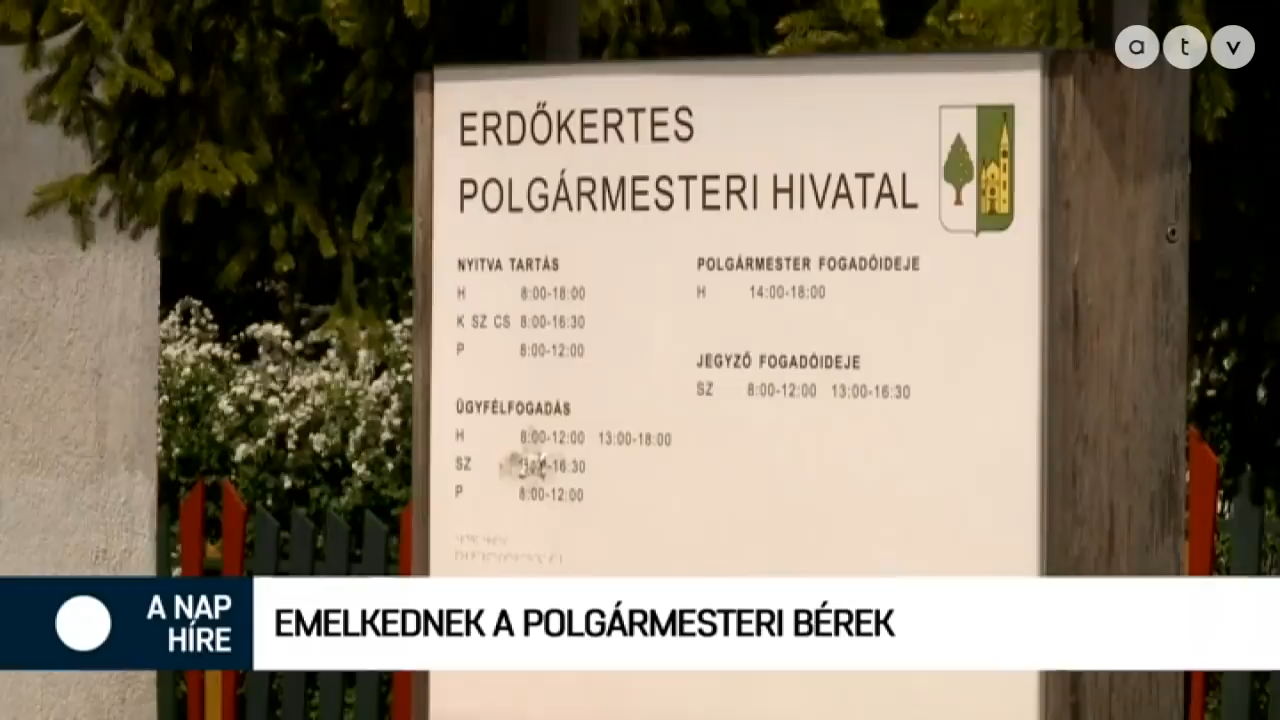 atv
ERDŐKERTES
POLGÁRMESTERI HIVATAL
NYITVA TARTÁS
H 8:00-18:00
K SZ CS 8:00-16:30
P 8:00-12:00
ÜGYFÉLFOGADÁS
H 8:00-12:00 13:00-18:00
SZ -16:30
P 8:00-12:00
POLGÁRMESTER FOGADÓIDEJE
H 14:00-18:00
JEGYZŐ FOGADÓIDEJE
SZ 8:00-12:00 13:00-16:30
A NAP
HÍRE
EMELKEDNEK A POLGÁRMESTERI BÉREK